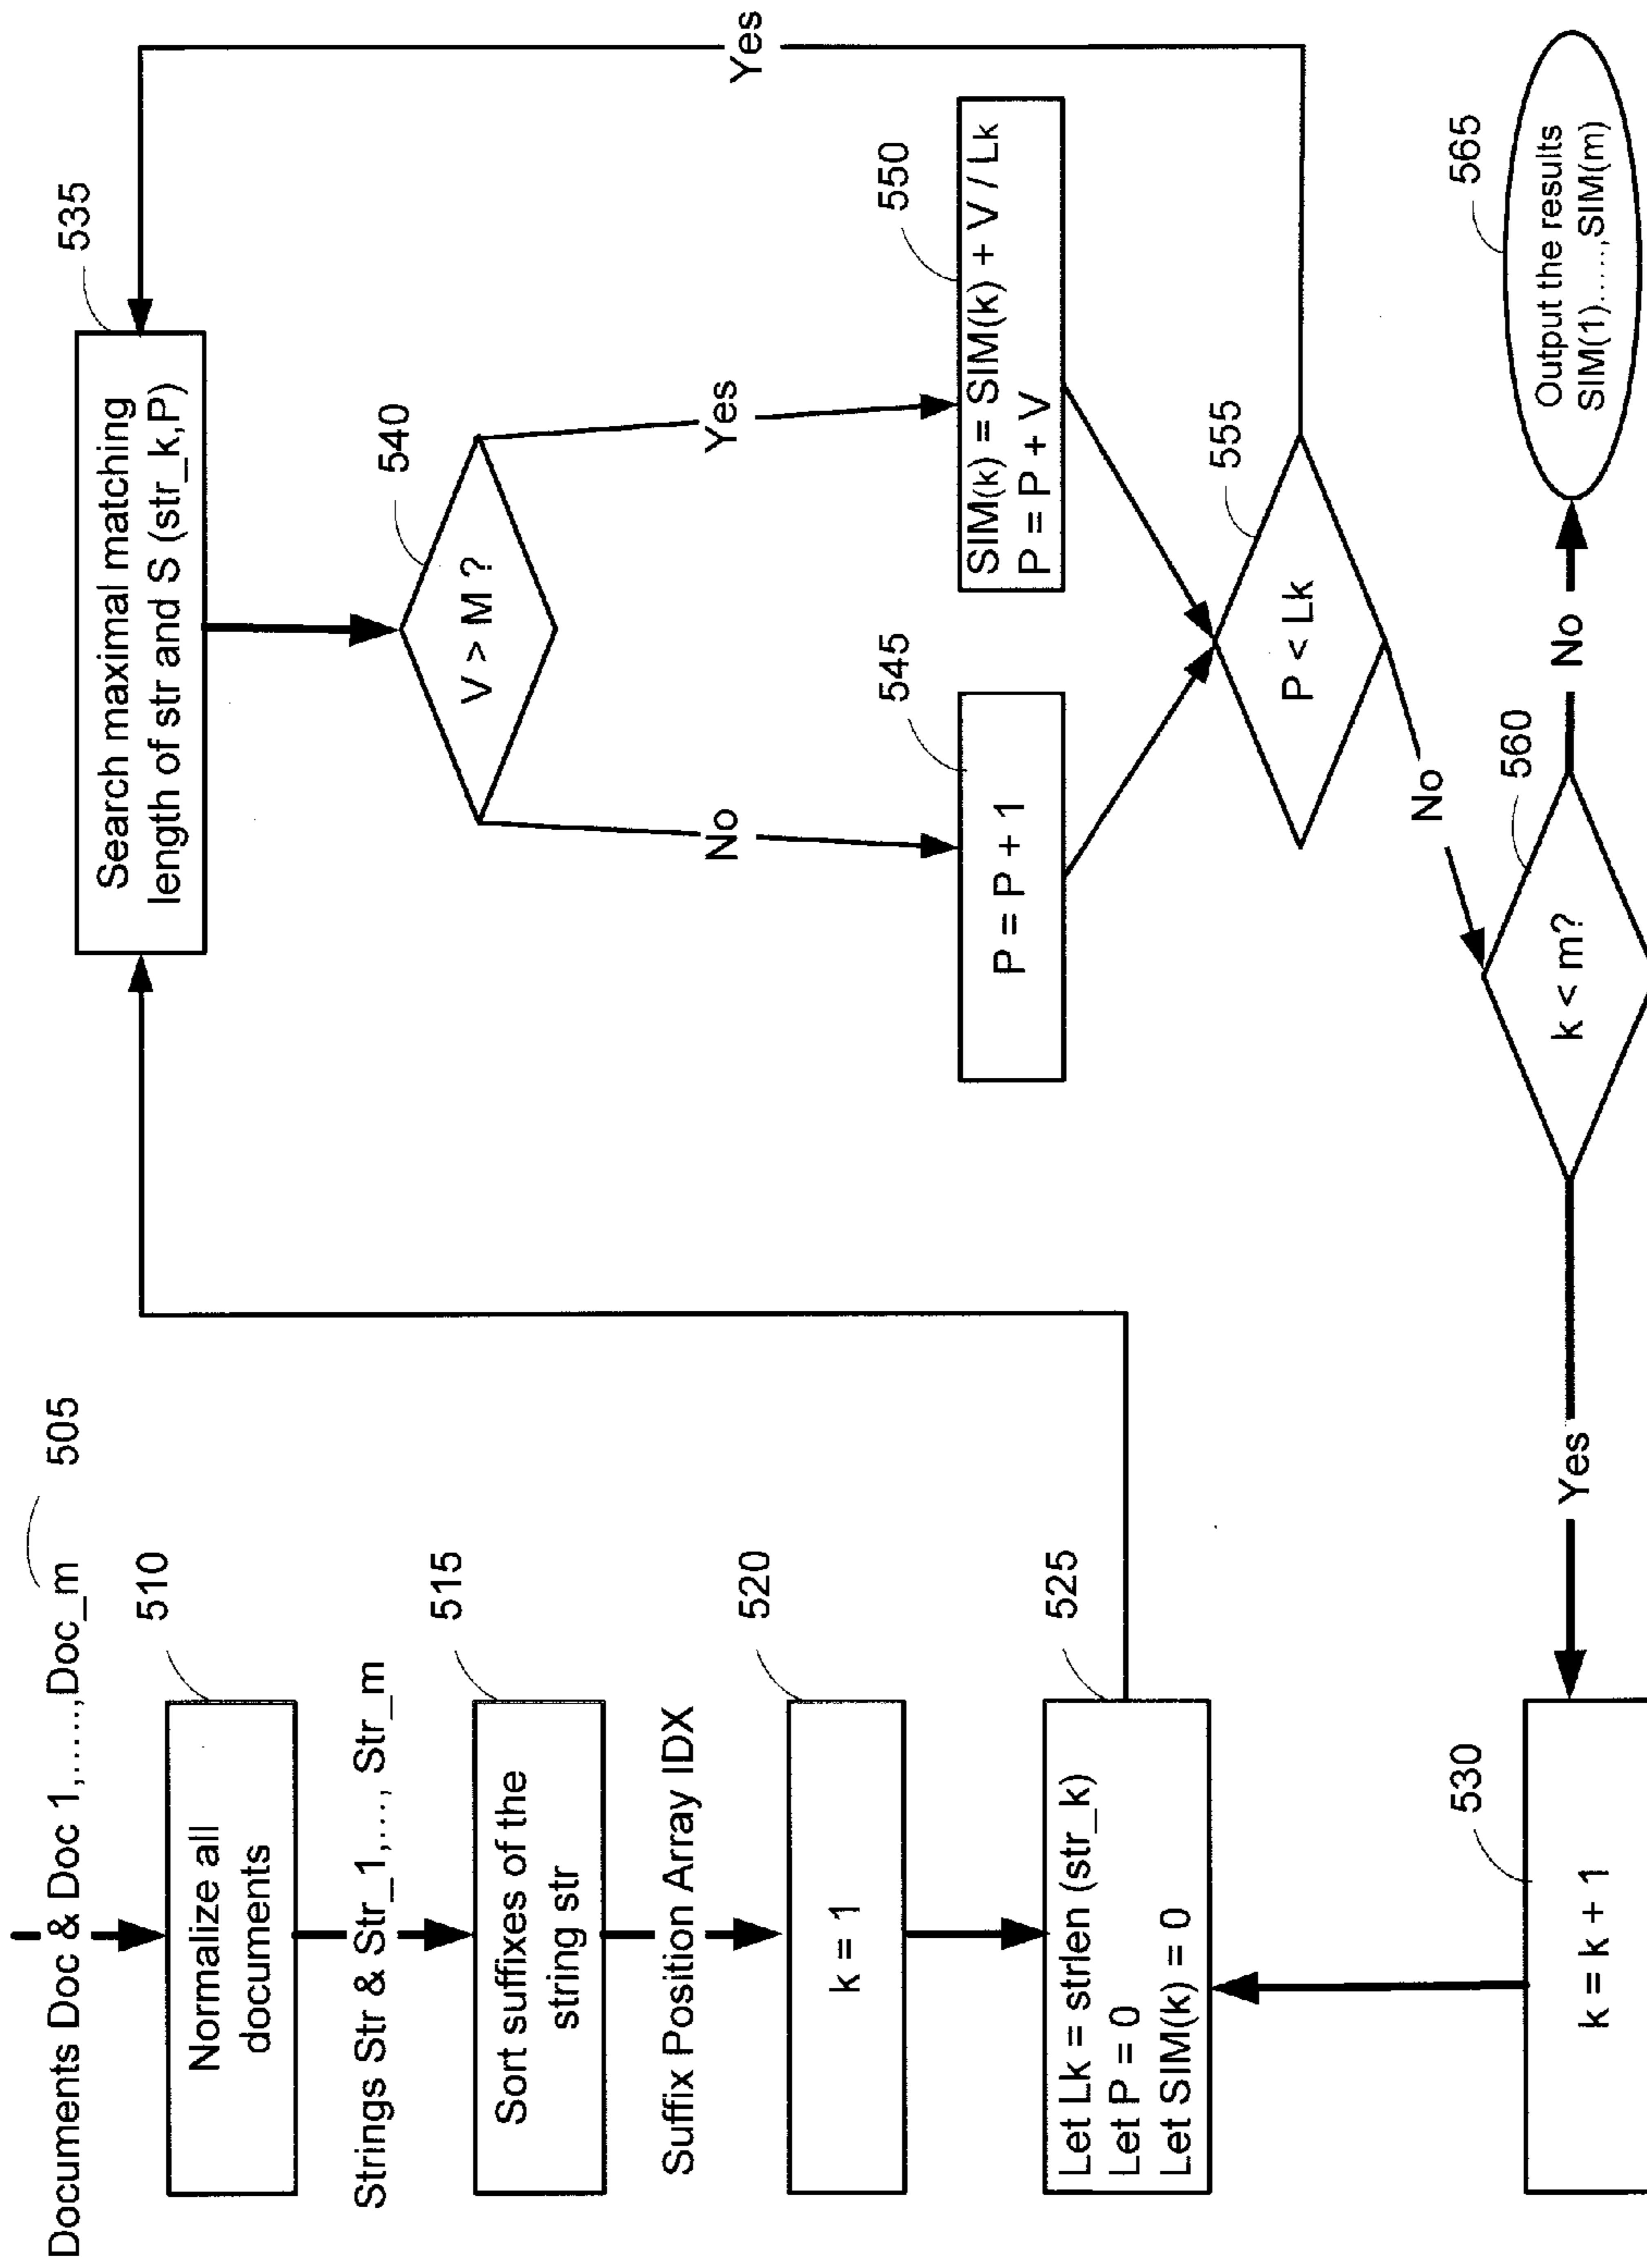 Documents Doc & Doc 1,.....,Doc_m
505
Normalize all
documents
510
Strings Str & Str_1,..., Str_m
Sort suffixes of the
string str
515
Suffix Position Array IDX
k = 1
520
Let Lk = strlen (str_k)
Let P = 0
Let SIM(k) = 0
525
k = k + 1
530
Search maximal matching
length of str and S (str_k,P)
535
V > M ?
540
No
Yes
P = P + 1
545
SIM(k) = SIM(k) + V / Lk
P = P + V
550
P < Lk
555
Yes
No
k < m?
560
Yes
No
Output the results
SIM(1).....,SIM(m)
565